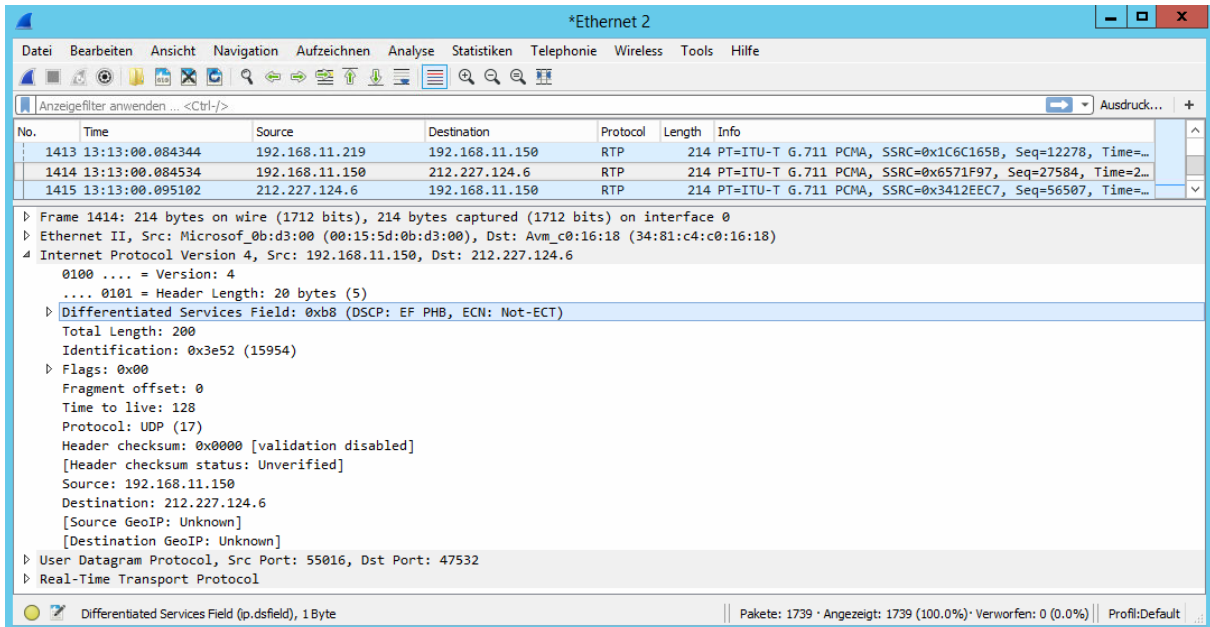 *Ethernet 2
Datei Bearbeiten Ansicht Navigation Aufzeichnen Analyse Statistiken Telephonie Wireless Tools Hilfe
Anzeigefilter anwenden ... <Ctrl-/> Ausdruck... +
No. Time Source Destination Protocol Length Info
1413 13:13:00.084344 192.168.11.219 192.168.11.150 RTP 214 PT=ITU-T G.711 PCMA, SSRC=0x1C6C165B, Seq=12278, Time=…
1414 13:13:00.084534 192.168.11.150 212.227.124.6 RTP 214 PT=ITU-T G.711 PCMA, SSRC=0x6571F97, Seq=27584, Time=2…
1415 13:13:00.095102 212.227.124.6 192.168.11.150 RTP 214 PT=ITU-T G.711 PCMA, SSRC=0x3412EEC7, Seq=56507, Time=…
Frame 1414: 214 bytes on wire (1712 bits), 214 bytes captured (1712 bits) on interface 0
Ethernet II, Src: Microsof_0b:d3:00 (00:15:5d:0b:d3:00), Dst: Avm_c0:16:18 (34:81:c4:c0:16:18)
Internet Protocol Version 4, Src: 192.168.11.150, Dst: 212.227.124.6
0100 .... = Version: 4
.... 0101 = Header Length: 20 bytes (5)
Differentiated Services Field: 0xb8 (DSCP: EF PHB, ECN: Not-ECT)
Total Length: 200
Identification: 0x3e52 (15954)
Flags: 0x00
Fragment offset: 0
Time to live: 128
Protocol: UDP (17)
Header checksum: 0x0000 [validation disabled]
[Header checksum status: Unverified]
Source: 192.168.11.150
Destination: 212.227.124.6
[Source GeoIP: Unknown]
[Destination GeoIP: Unknown]
User Datagram Protocol, Src Port: 55016, Dst Port: 47532
Real-Time Transport Protocol
Differentiated Services Field (ip.dsfield), 1 Byte Pakete: 1739 · Angezeigt: 1739 (100.0%) · Verworfen: 0 (0.0%) Profil:Default